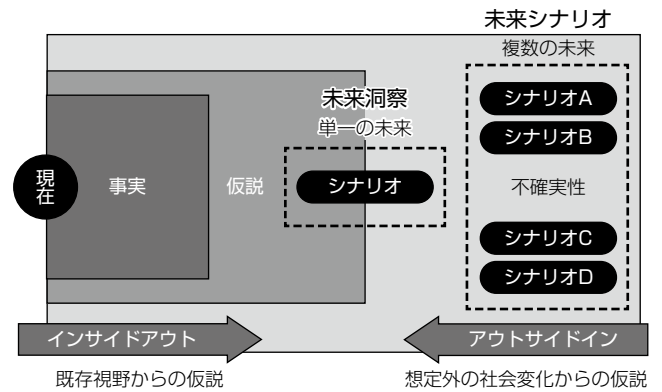 未来シナリオ
複数の未来
シナリオA
シナリオB
不確実性
シナリオC
シナリオD
未来洞察
単一の未来
シナリオ
現在
事実
仮説
インサイドアウト
アウトサイドイン
既存視野からの仮説
想定外の社会変化からの仮説